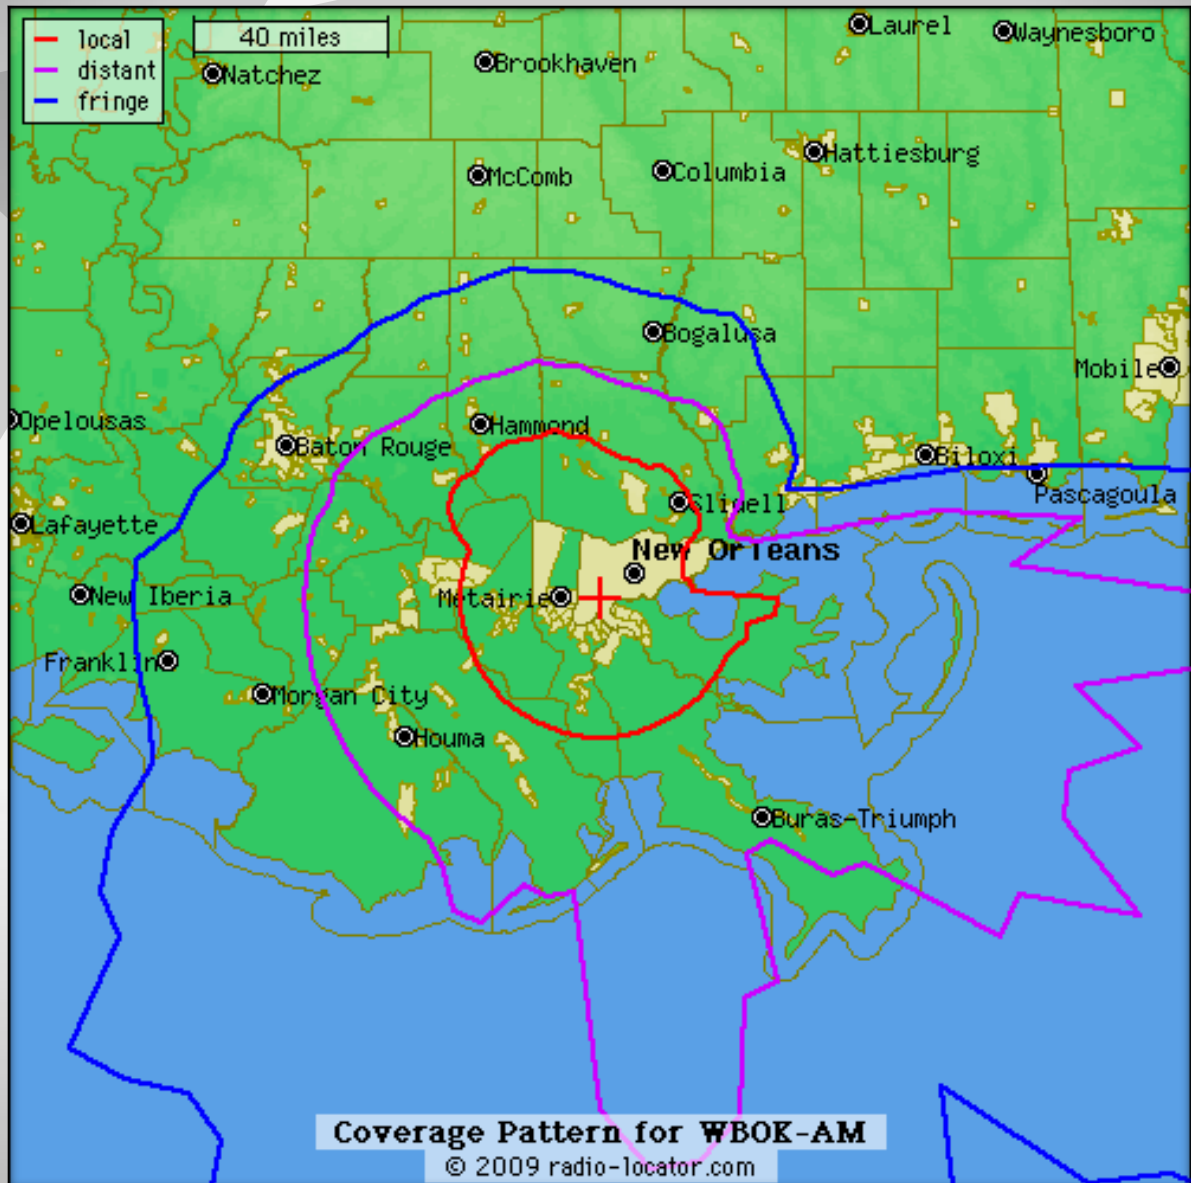 local
distant
fringe
40 miles
Laurel
Waynesboro
Natchez
Brookhaven
Hattiesburg
McComb
Columbia
Bogalusa
Mobile
Opelousas
Hammond
Baton Rouge
Biloxi
Pascagoula
Slidell
Lafayette
New Orleans
New Iberia
Metairie
Franklin
Morgan City
Houma
Buras-Triumph
Coverage Pattern for WBOK-AM
© 2009 radio-locator.com